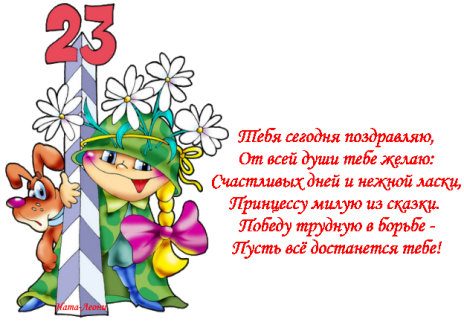 23
Тебя сегодня поздравляю,
От всей души тебе желаю:
Счастливых дней и нежной ласки,
Принцессу милую из сказки.
Победу трудную в борьбе -
Пусть всё достанется тебе!
Ната-Леони